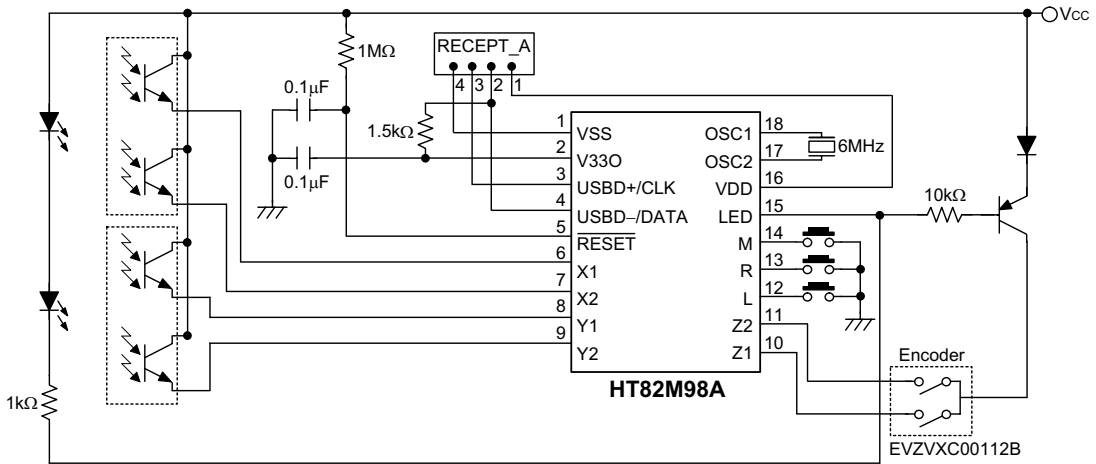 Vcc
RECEPT_A
1MΩ
0.1μF
4 3 2 1
1.5kΩ
0.1μF
1 VSS
2 V33O
3 USBD+/CLK
4 USBD–/DATA
5 RESET
6 X1
7 X2
8 Y1
9 Y2
OSC1 18
OSC2 17
6MHz
VDD 16
LED 15
M 14
R 13
L 12
Z2 11
Z1 10
10kΩ
HT82M98A
Encoder
EVZVXC00112B
1kΩ